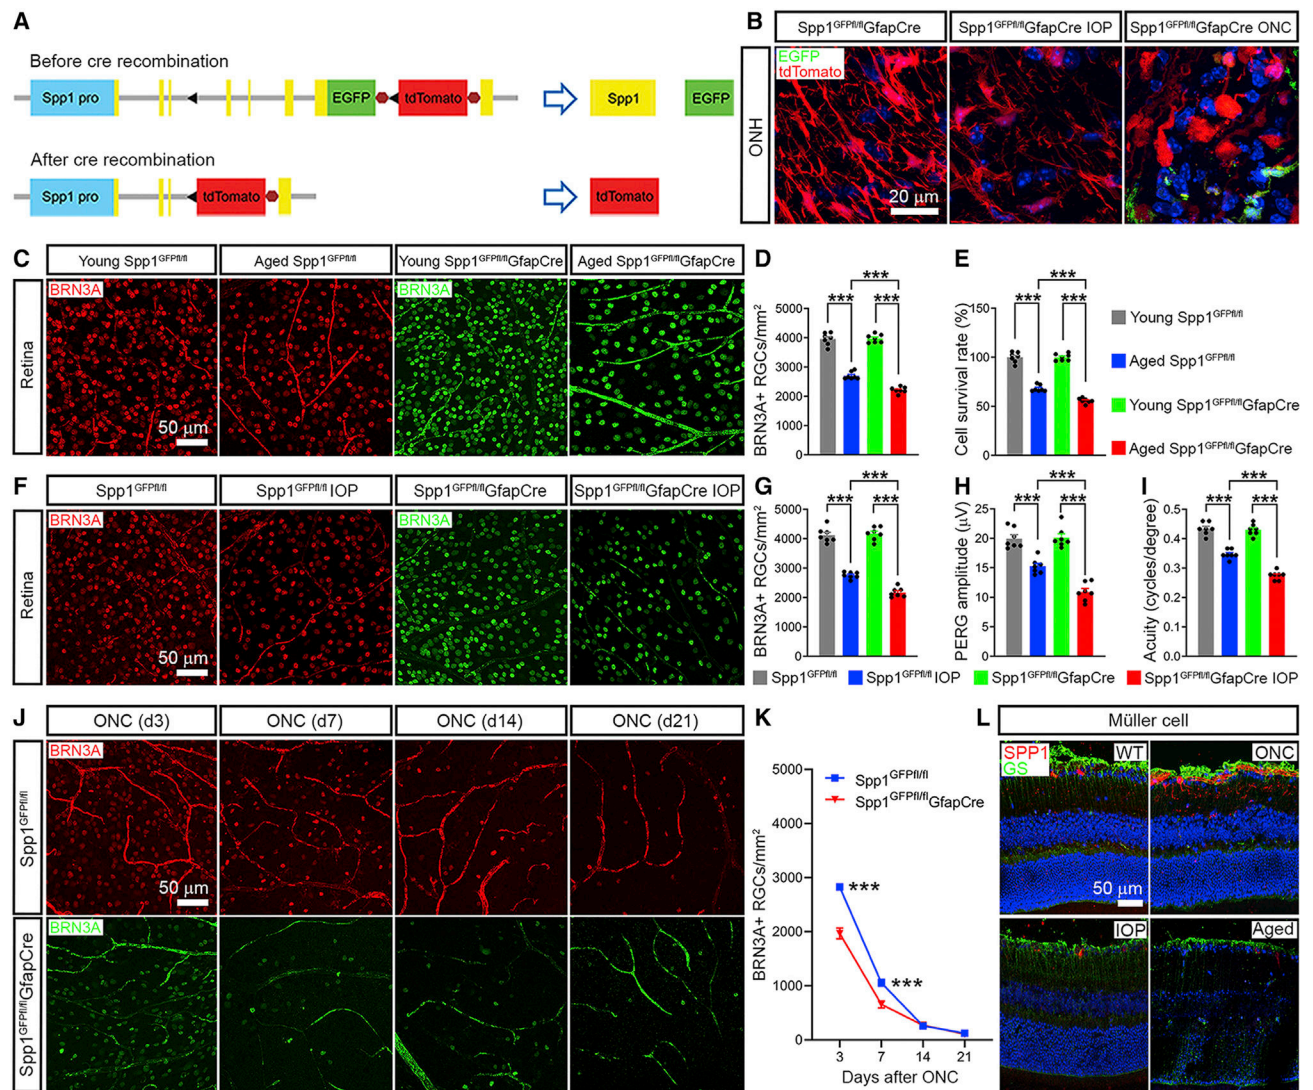 A
Before cre recombination
Spp1 pro
EGFP
tdTomato
Spp1
EGFP
After cre recombination
Spp1 pro
tdTomato
tdTomato
B
Spp1GFPfl/flGfapCre
Spp1GFPfl/flGfapCre IOP
Spp1GFPfl/flGfapCre ONC
ONH
EGFP
tdTomato
20 µm
C
Young Spp1GFPfl/fl
Aged Spp1GFPfl/fl
Young Spp1GFPfl/flGfapCre
Aged Spp1GFPfl/flGfapCre
Retina
BRN3A
BRN3A
50 µm
D
BRN3A+ RGCs/mm2
5000
4000
3000
2000
1000
0
***
*** ***
E
Cell survival rate (%)
150
100
50
0
***
*** ***
Young Spp1GFPfl/fl
Aged Spp1GFPfl/fl
Young Spp1GFPfl/flGfapCre
Aged Spp1GFPfl/flGfapCre
F
Spp1GFPfl/fl
Spp1GFPfl/fl IOP
Spp1GFPfl/flGfapCre
Spp1GFPfl/flGfapCre IOP
Retina
BRN3A
BRN3A
50 µm
G
BRN3A+ RGCs/mm2
5000
4000
3000
2000
1000
0
***
*** ***
H
PERG amplitude (µV)
25
20
15
10
5
0
***
*** ***
I
Acuity (cycles/degree)
0.5
0.4
0.3
0.2
0.1
0
***
*** ***
Spp1GFPfl/fl
Spp1GFPfl/fl IOP
Spp1GFPfl/flGfapCre
Spp1GFPfl/flGfapCre IOP
J
ONC (d3)
ONC (d7)
ONC (d14)
ONC (d21)
Spp1GFPfl/fl
BRN3A
50 µm
Spp1GFPfl/flGfapCre
BRN3A
K
BRN3A+ RGCs/mm2
5000
4000
3000
2000
1000
0
Spp1GFPfl/fl
Spp1GFPfl/flGfapCre
***
***
3 7 14 21
Days after ONC
L
Müller cell
SPP1
GS
WT
ONC
50 µm
IOP
Aged